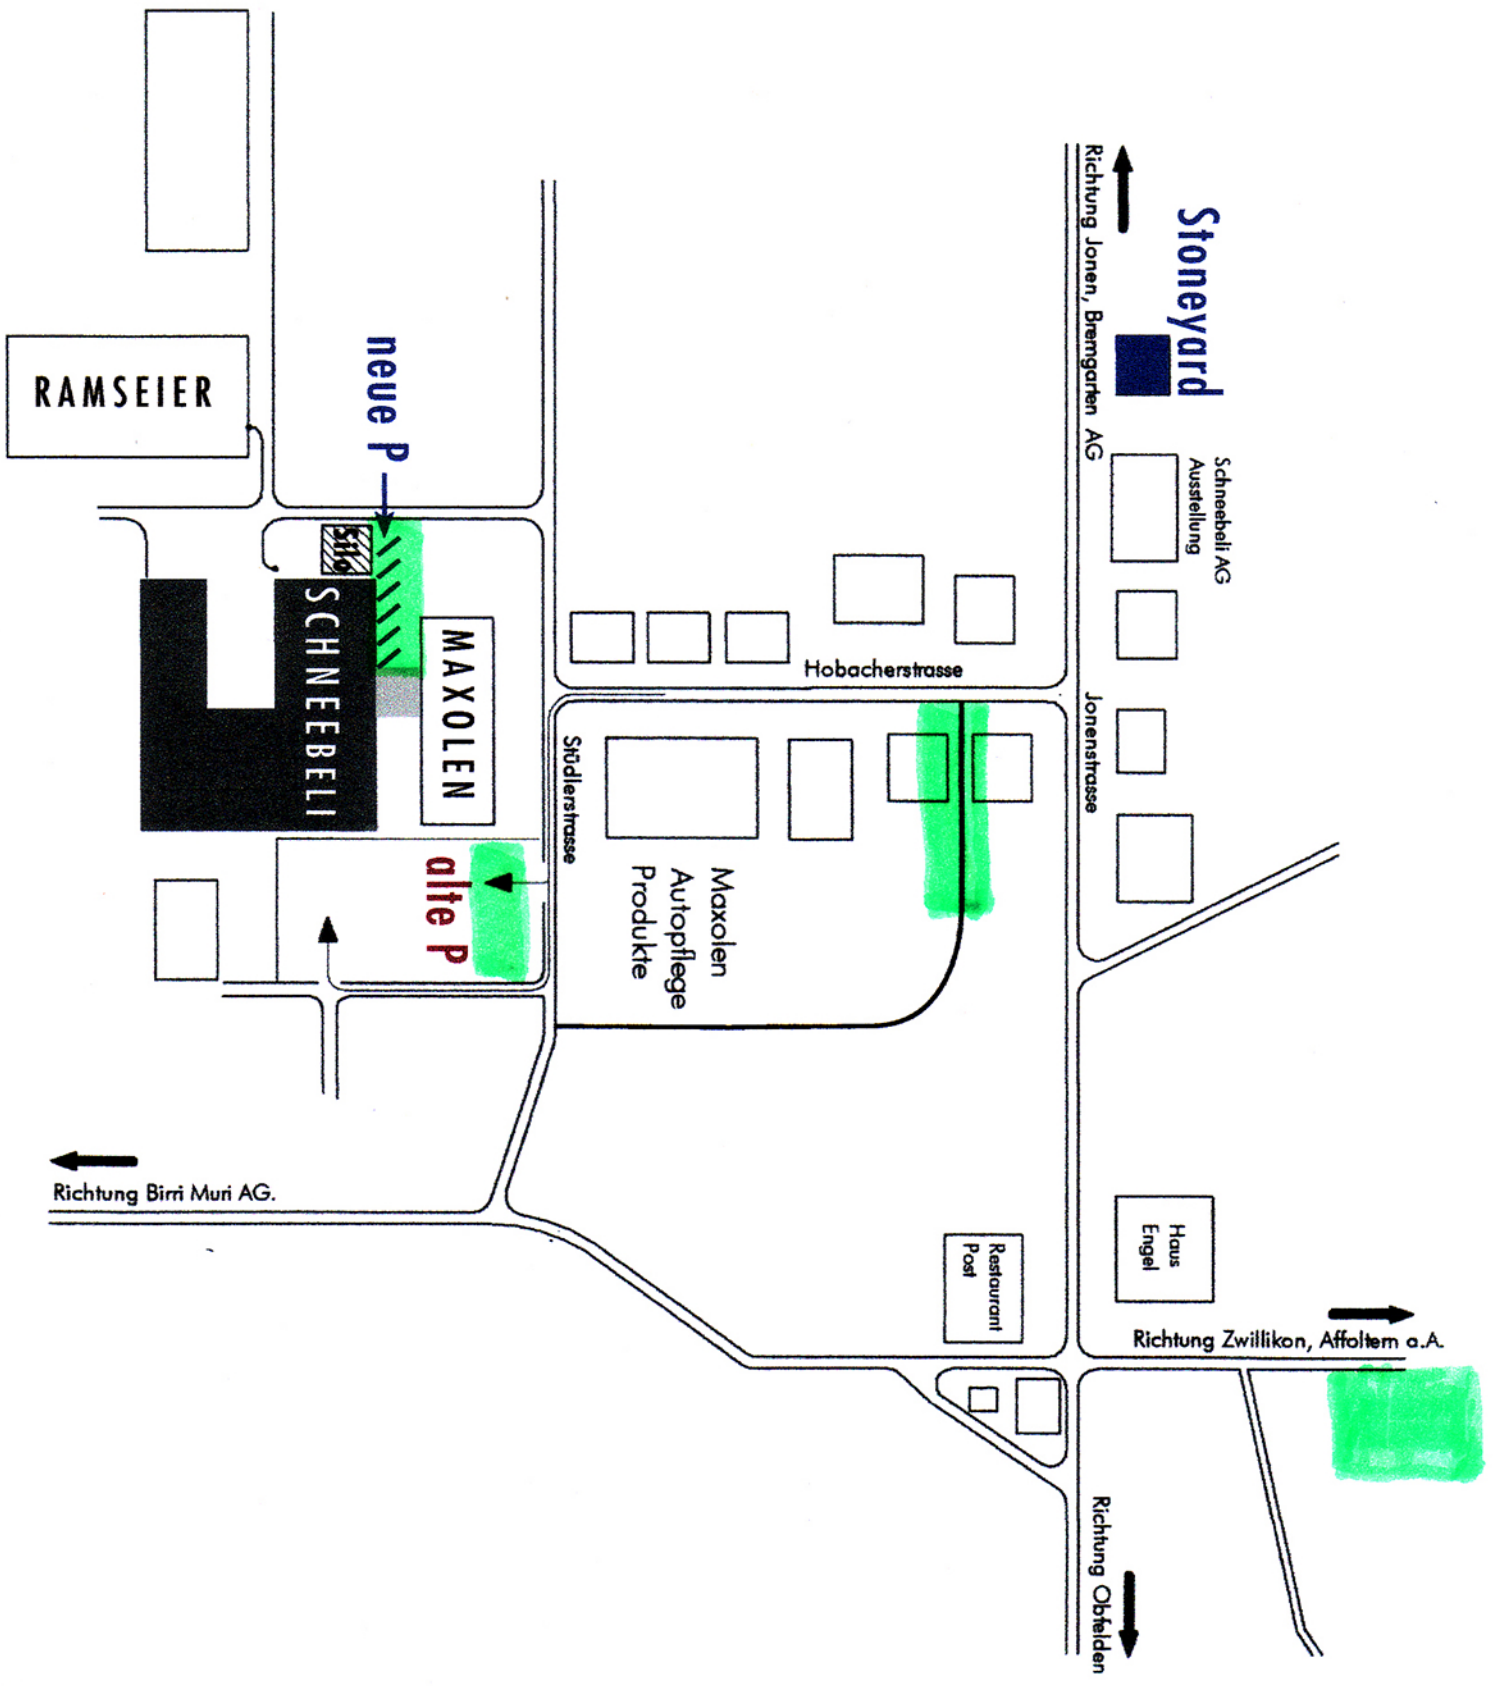 Stoneyard
Richtung Jonen, Bremgarten AG
Schneebeli AG
Ausstellung
neue P
RAMSEIER
Silo
SCHNEEBELI
MAXOLEN
Hobacherstrasse
Jonenstrasse
Stüdlerstrasse
alte P
Maxolen
Autopflege
Produkte
Richtung Birri Muri AG.
Haus
Engel
Restaurant
Post
Richtung Zwillikon, Affoltern a.A.
Richtung Obfelden